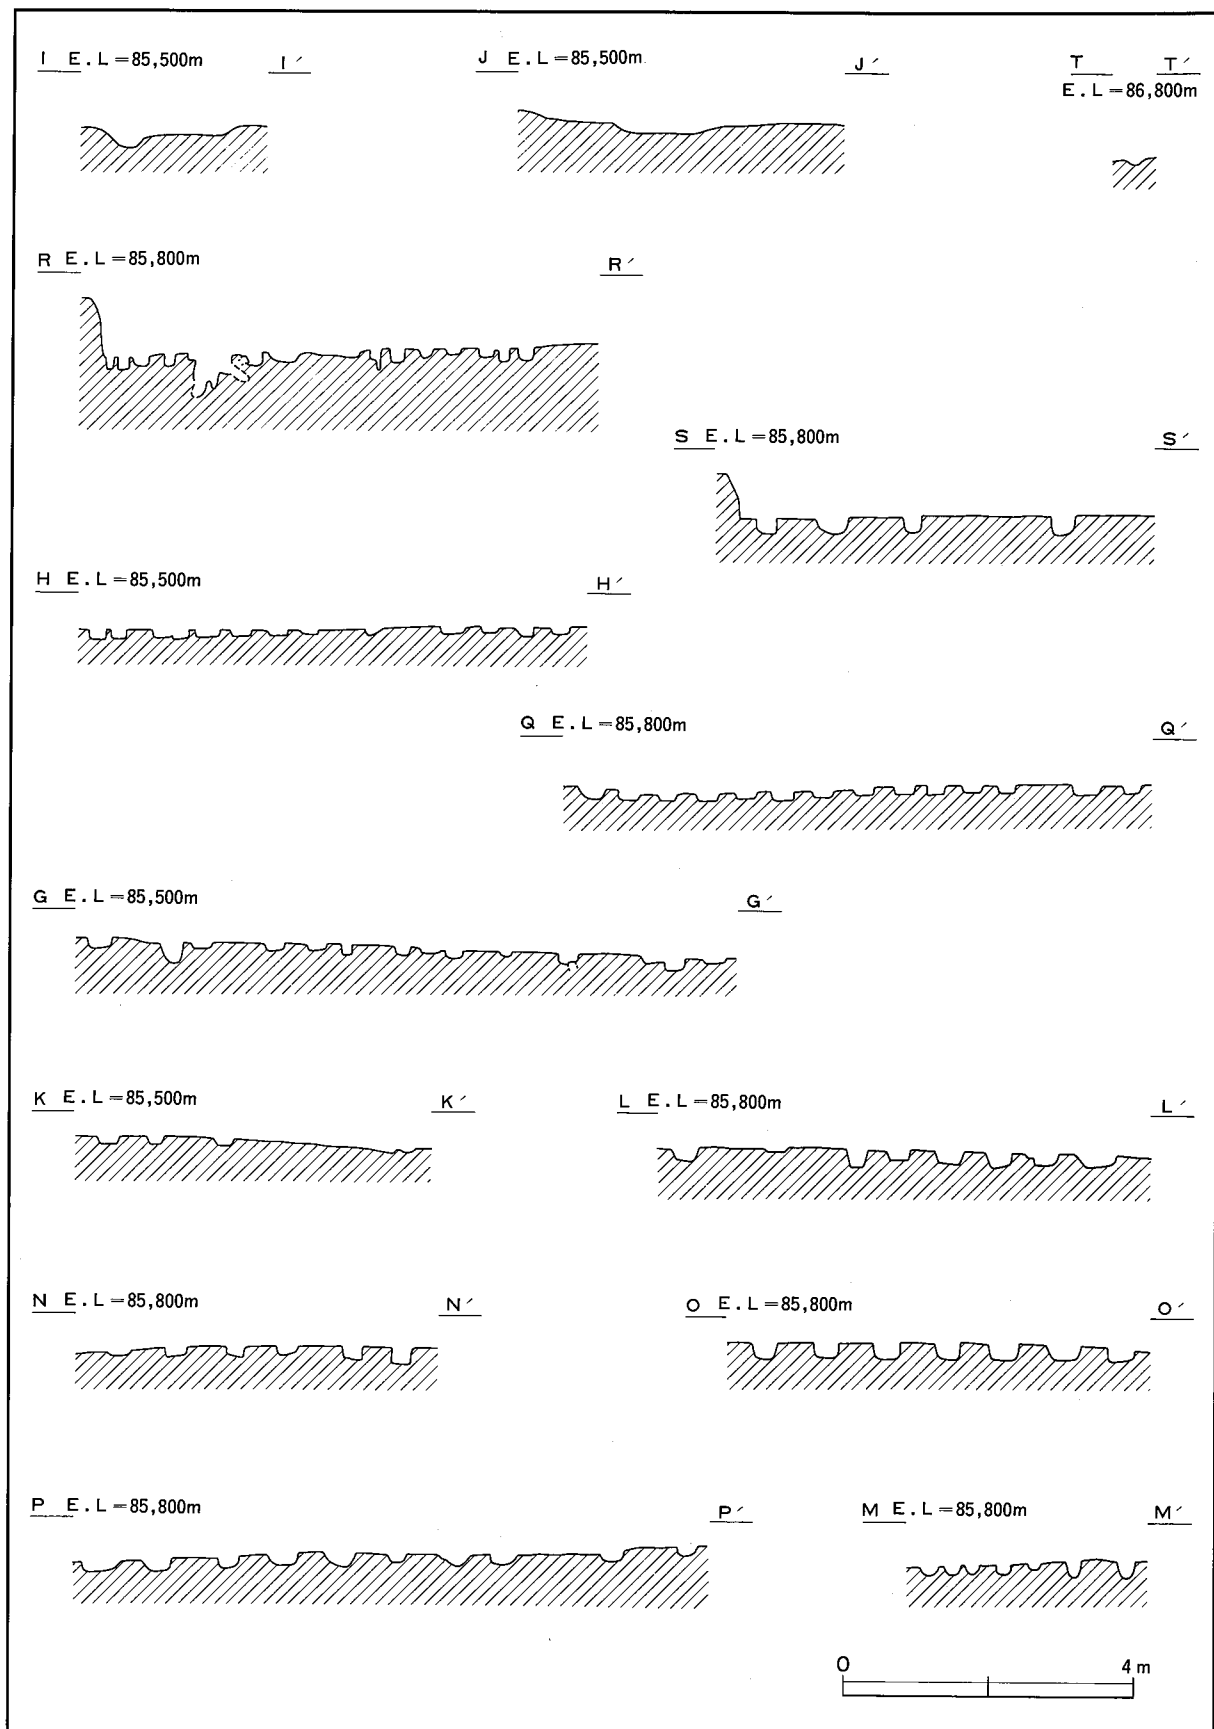 I E.L=85,500m I´
J E.L=85,500m J´
T T´
E.L=86,800m
R E.L=85,800m R´
S E.L=85,800m S´
H E.L=85,500m H´
Q E.L=85,800m Q´
G E.L=85,500m G´
K E.L=85,500m K´
L E.L=85,800m L´
N E.L=85,800m N´
O E.L=85,800m O´
P E.L=85,800m P´
M E.L=85,800m M´
0 4m